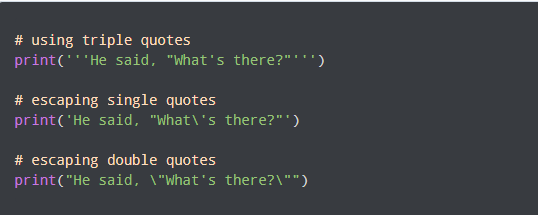 # using triple quotes
print('''He said, "What's there?"''')
# escaping single quotes
print('He said, "What\'s there?"')
# escaping double quotes
print("He said, \"What's there?\"")